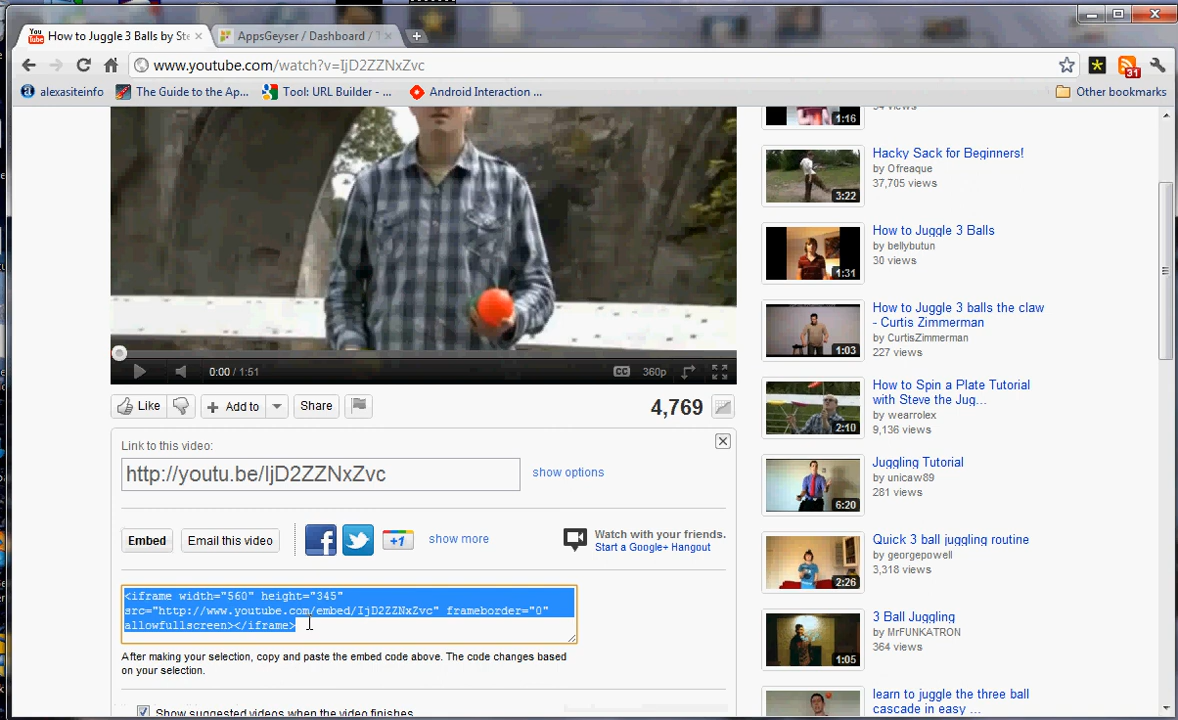 You
Tube
How to Juggle 3 Balls by Ste
AppsGeyser / Dashboard / T
www.youtube.com/watch?v=IjD2ZZNxZvc
31
alexasiteinfo
The Guide to the Ap...
Tool: URL Builder - ...
Android Interaction ...
Other bookmarks
1:16
Hacky Sack for Beginners!
by Ofreaque
37,705 views
3:22
How to Juggle 3 Balls
by bellybutun
30 views
1:31
How to Juggle 3 balls the claw
- Curtis Zimmerman
by CurtisZimmerman
227 views
1:03
How to Spin a Plate Tutorial
with Steve the Jug...
by wearrolex
9,136 views
2:10
Juggling Tutorial
by unicaw89
281 views
6:20
Quick 3 ball juggling routine
by georgepowell
3,318 views
2:26
3 Ball Juggling
by MrFUNKATRON
364 views
1:05
learn to juggle the three ball
cascade in easy ...
0:00 / 1:51
CC
360p
Like
Add to
Share
4,769
Link to this video:
http://youtu.be/IjD2ZZNxZvc
show options
Embed
Email this video
+1
show more
Watch with your friends.
Start a Google+ Hangout
<iframe width="560" height="345"
src="http://www.youtube.com/embed/IjD2ZZNxZvc" frameborder="0"
allowfullscreen></iframe>
After making your selection, copy and paste the embed code above. The code changes based
on your selection.
Show suggested videos when the video finishes